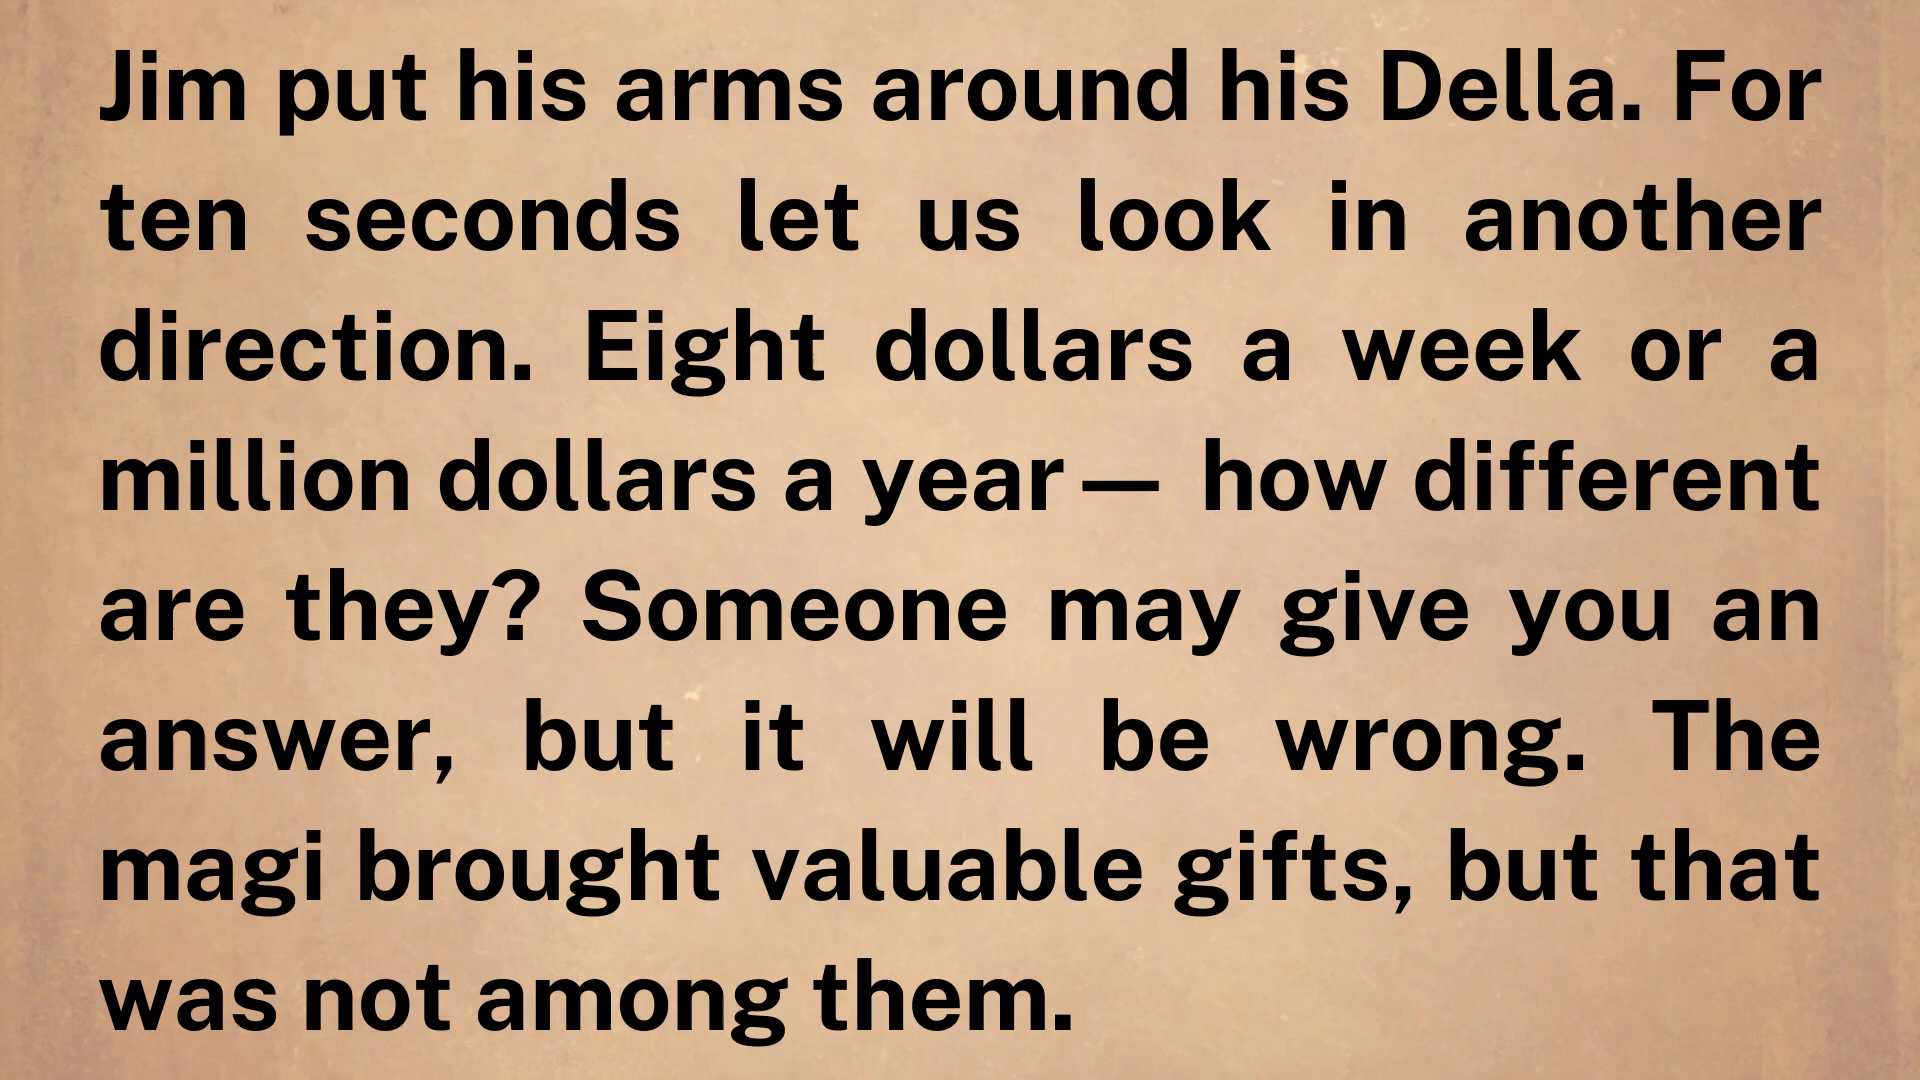 Jim put his arms around his Della. For
ten seconds let us look in another
direction. Eight dollars a week or a
million dollars a year— how different
are they? Someone may give you an
answer, but it will be wrong. The
magi brought valuable gifts, but that
was not among them.